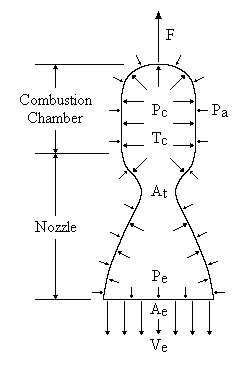 F
Combustion
Chamber
Pc
Pa
Tc
At
Nozzle
Pe
Ae
Ve